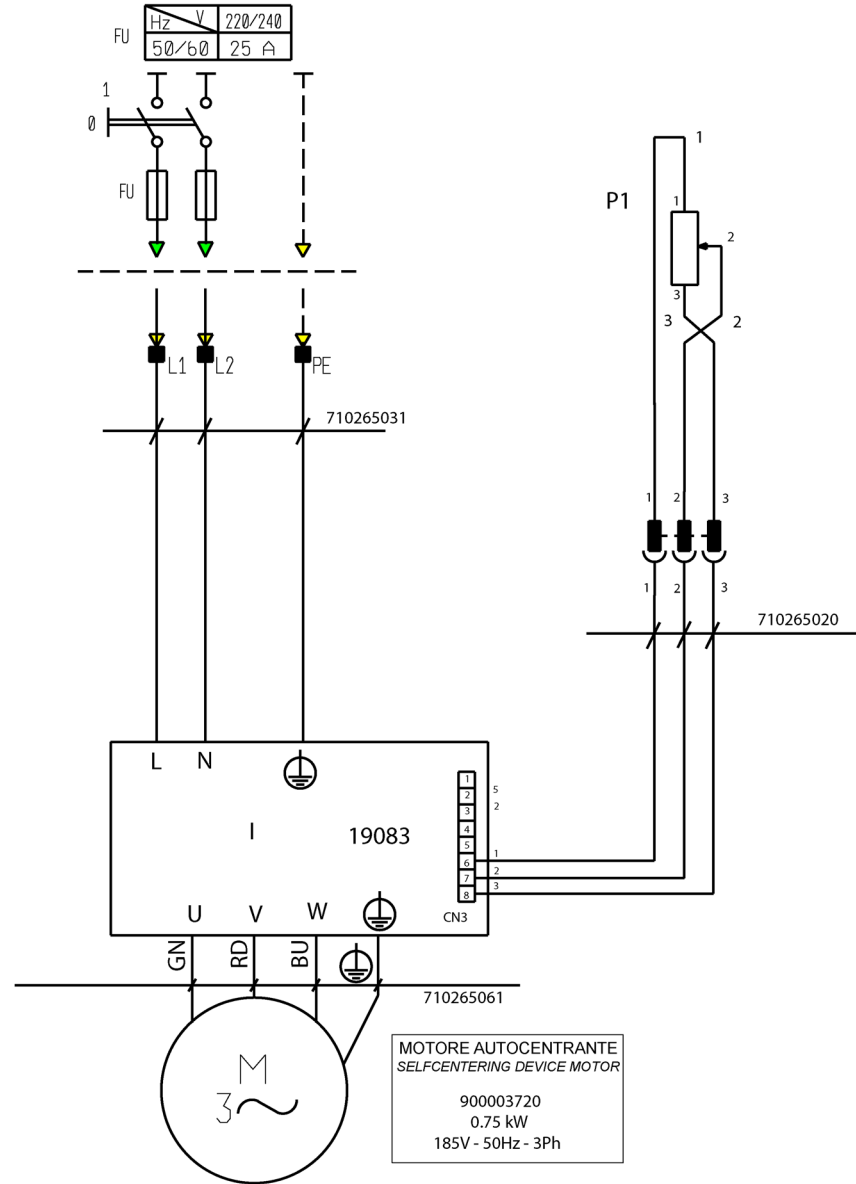 FU
Hz V 220/240
50/60 25 A
1
0
FU
L1 L2 PE
710265031
P1
1
1
2
3
3 2
1 2 3
1 2 3
710265020
L N
I 19083
1
2 5
3 2
4
5
6 1
7 2
8 3
CN3
U V W
GN RD BU
710265061
M
3
MOTORE AUTOCENTRANTE
SELFCENTERING DEVICE MOTOR
900003720
0.75 kW
185V - 50Hz - 3Ph